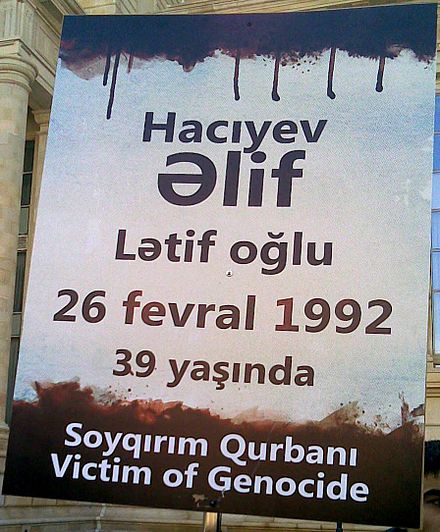 Hacıyev
Əlif
Lətif oğlu
26 fevral 1992
39 yaşında
Soyqırım Qurbanı
Victim of Genocide